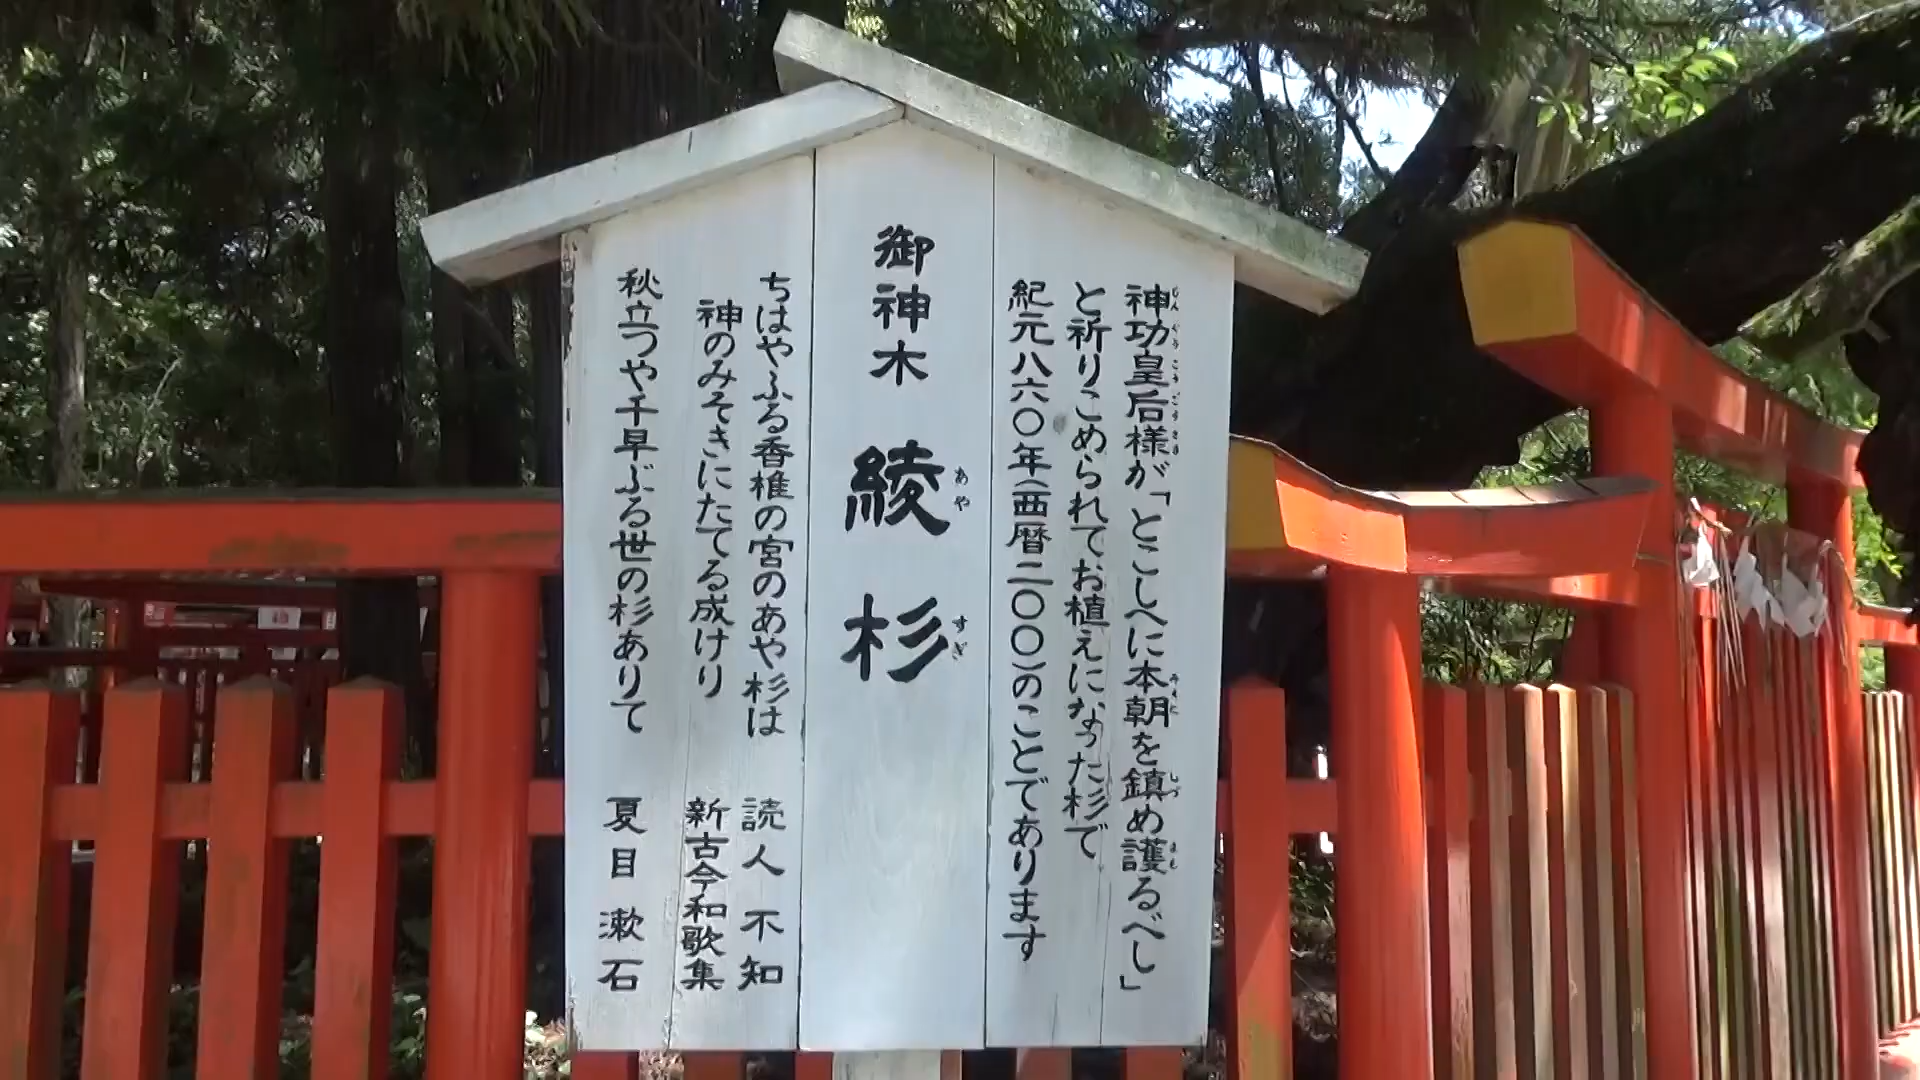 神功皇后様が「とこしへに本朝を鎮め護るべし」
と祈りこめられてお植えになった杉で
紀元八六〇年(西暦二〇〇)のことであります
御神木 綾杉
あや すぎ
ちはやふる香椎の宮のあや杉は 読人不知
神のみそきにたてる成けり 新古今和歌集
秋立つや千早ぶる世の杉ありて 夏目漱石